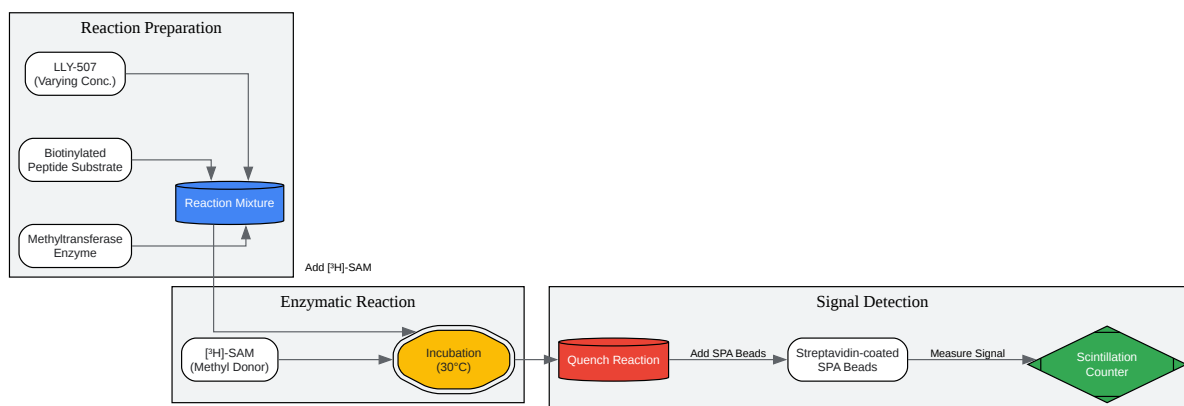 Reaction Preparation
LLY-507
(Varying Conc.)
Biotinylated
Peptide Substrate
Reaction Mixture
Methyltransferase
Enzyme
Add [³H]-SAM
Enzymatic Reaction
[³H]-SAM
(Methyl Donor)
Incubation
(30°C)
Signal Detection
Quench Reaction
Add SPA Beads
Streptavidin-coated
SPA Beads
Measure Signal
Scintillation
Counter